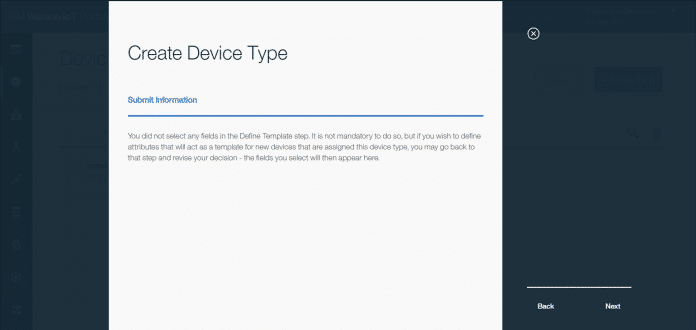 Create Device Type
Submit Information
You did not select any fields in the Define Template step. It is not mandatory to do so, but if you wish to define
attributes that will act as a template for new devices that are assigned this device type, you may go back to
that step and revise your decision - the fields you select will then appear here.
Back
Next